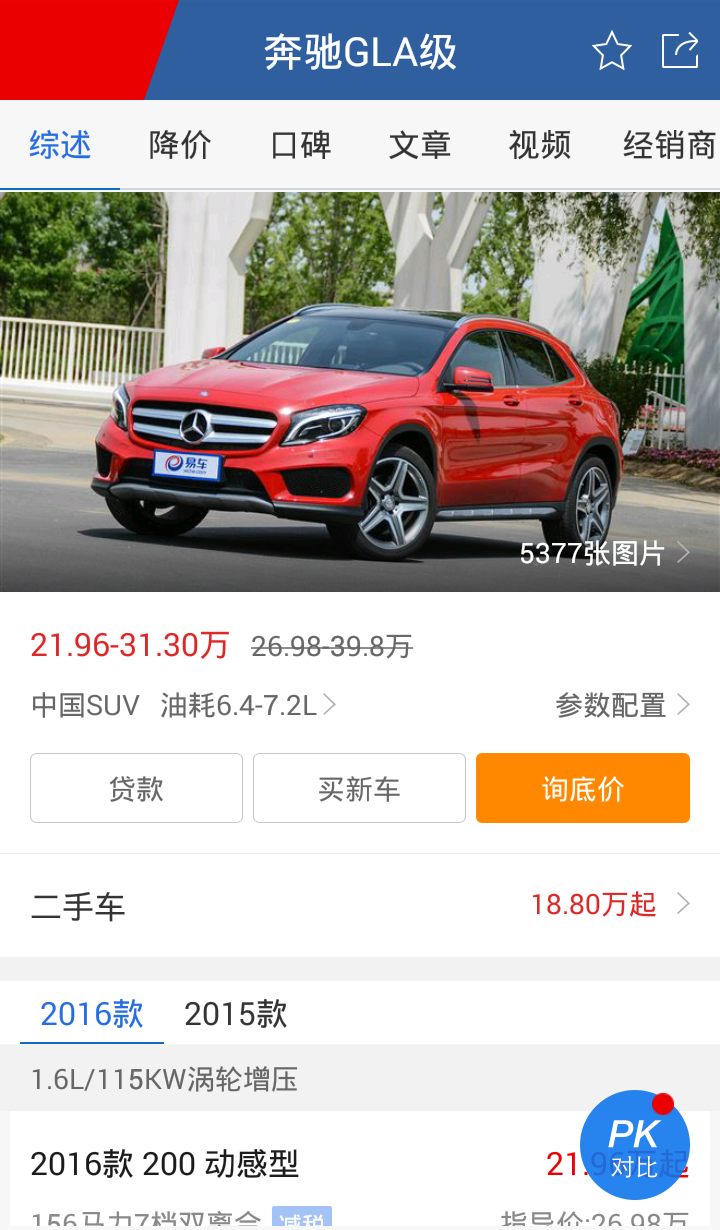 奔驰GLA级
综述 降价 口碑 文章 视频 经销商
易车
5377张图片
21.96-31.30万 26.98-39.8万
中国SUV 油耗6.4-7.2L 参数配置
贷款 买新车 询底价
二手车 18.80万起
2016款 2015款
1.6L/115KW涡轮增压
PK
2016款 200 动感型 21.96万起
对比
156马力7档双离合 减税 指导价:26.98万